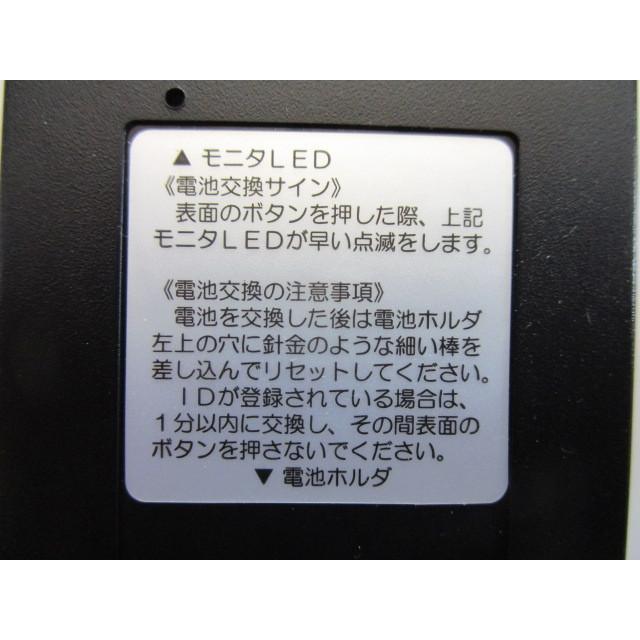 ▲ モニタＬＥＤ
《電池交換サイン》
表面のボタンを押した際、上記
モニタＬＥＤが早い点滅をします。
《電池交換の注意事項》
電池を交換した後は電池ホルダ
左上の穴に針金のような細い棒を
差し込んでリセットしてください。
ＩＤが登録されている場合は、
１分以内に交換し、その間表面の
ボタンを押さないでください。
▼ 電池ホルダ